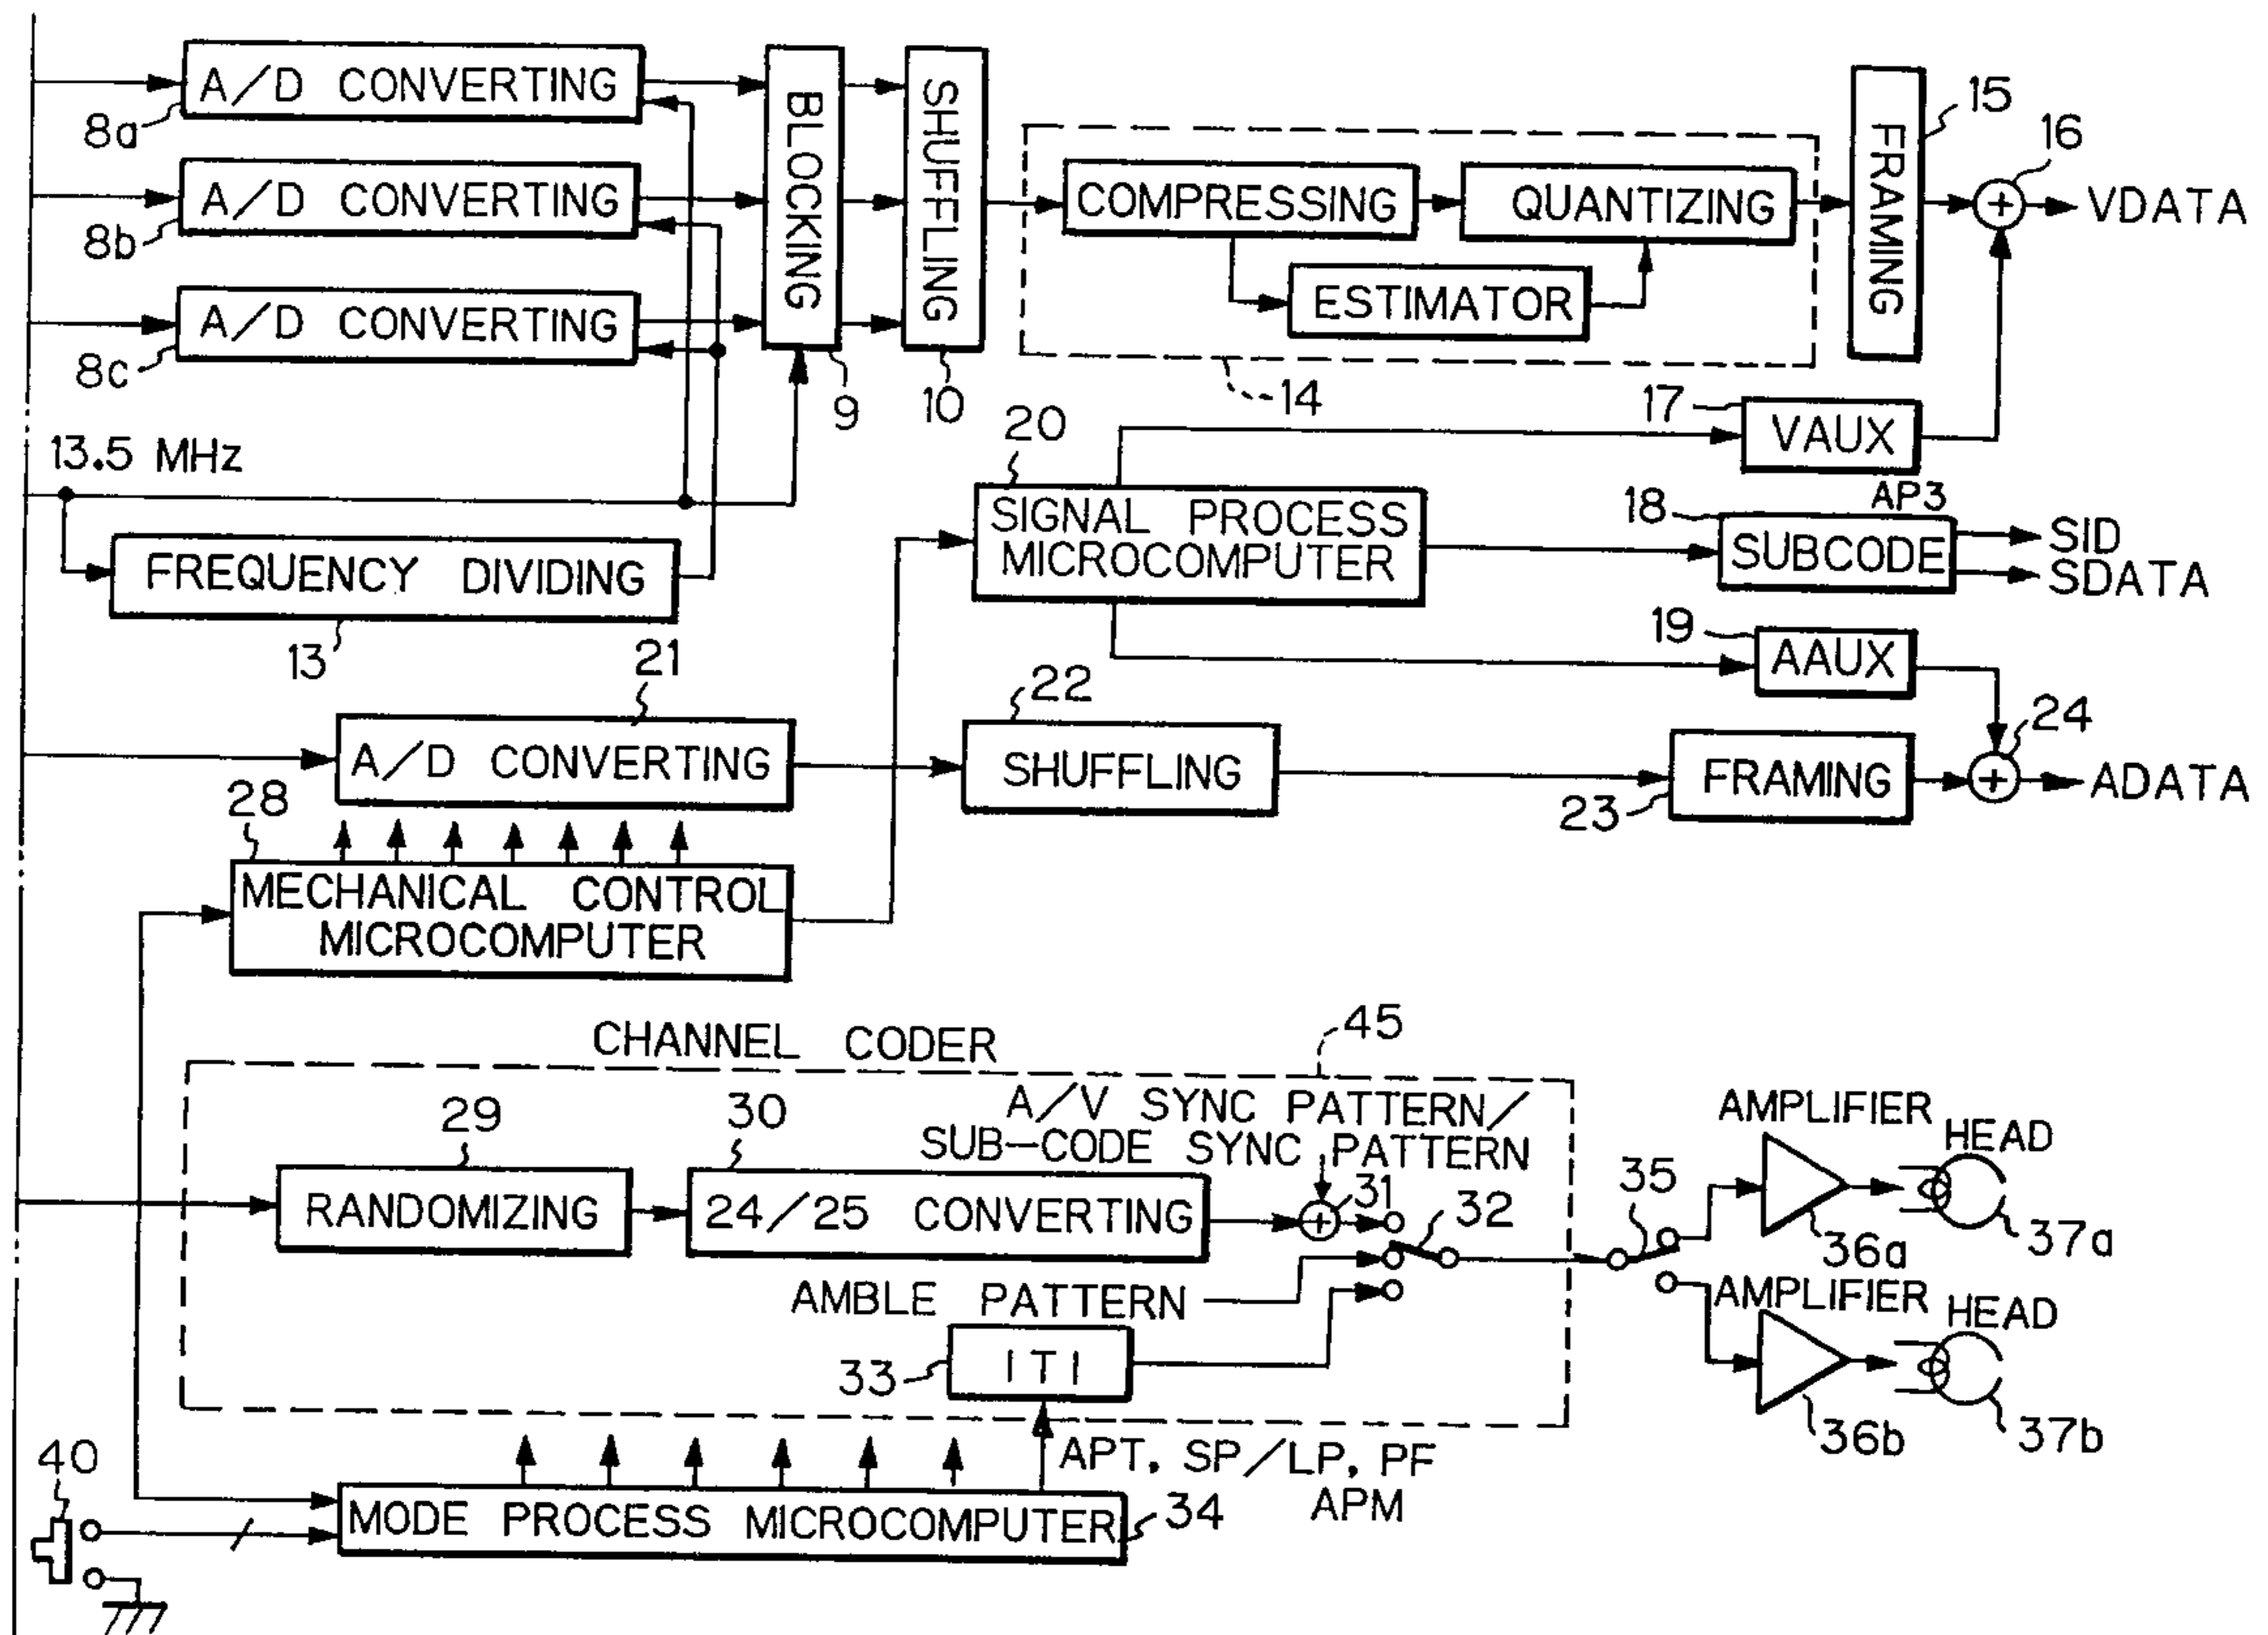 A/D CONVERTING
8a
A/D CONVERTING
8b
A/D CONVERTING
8c
BLOCKING
9
SHUFFLING
10
COMPRESSING
QUANTIZING
ESTIMATOR
14
FRAMING
15
16
VDATA
13.5 MHz
FREQUENCY DIVIDING
13
20
SIGNAL PROCESS
MICROCOMPUTER
17
VAUX
AP3
18
SUBCODE
SID
SDATA
19
AAUX
21
A/D CONVERTING
22
SHUFFLING
23
FRAMING
24
ADATA
28
MECHANICAL CONTROL
MICROCOMPUTER
CHANNEL CODER
45
29
RANDOMIZING
30
24/25 CONVERTING
A/V SYNC PATTERN/
SUB-CODE SYNC PATTERN
31
32
AMBLE PATTERN
33
ITI
35
AMPLIFIER
36a
HEAD
37a
AMPLIFIER
36b
HEAD
37b
APT, SP/LP, PF
APM
40
MODE PROCESS MICROCOMPUTER
34